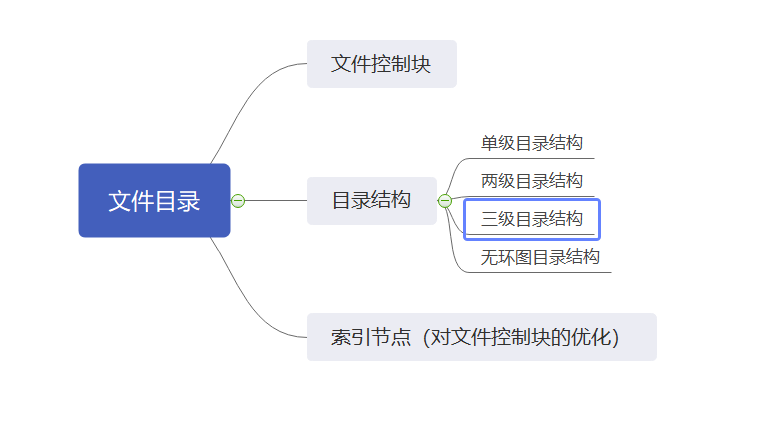 文件目录
文件控制块
目录结构
单级目录结构
两级目录结构
三级目录结构
无环图目录结构
索引节点（对文件控制块的优化）